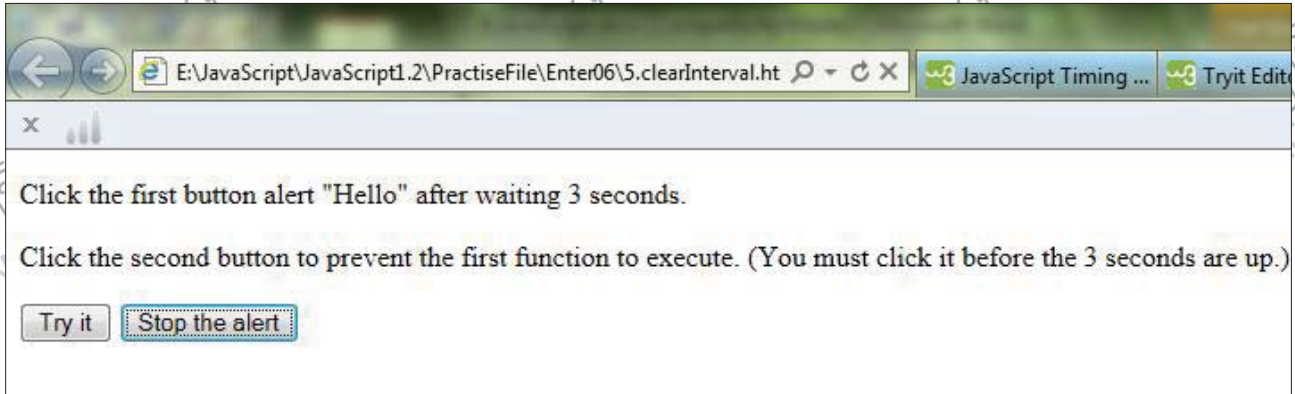 E:\JavaScript\JavaScript1.2\PractiseFile\Enter06\5.clearInterval.ht
JavaScript Timing ...
Tryit Edito
x
Click the first button alert "Hello" after waiting 3 seconds.
Click the second button to prevent the first function to execute. (You must click it before the 3 seconds are up.)
Try it
Stop the alert